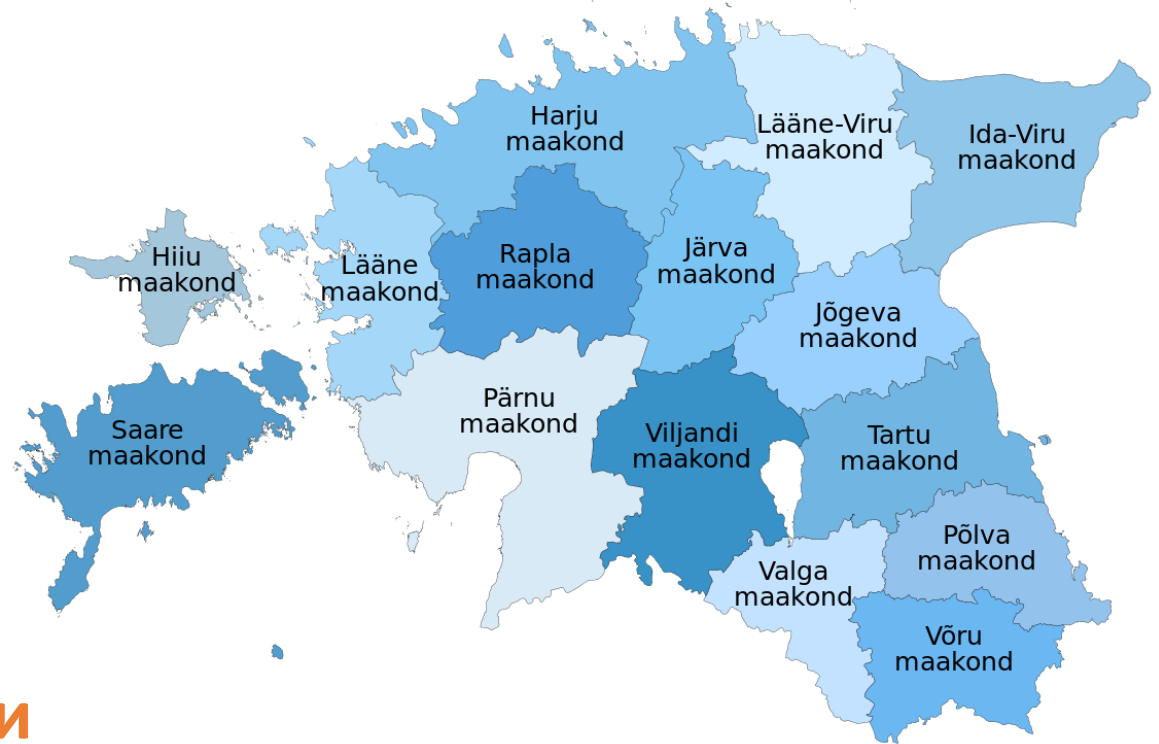 Harju
maakond
Lääne-Viru
maakond
Ida-Viru
maakond
Hiiu
maakond
Lääne
maakond
Rapla
maakond
Järva
maakond
Jõgeva
maakond
Saare
maakond
Pärnu
maakond
Viljandi
maakond
Tartu
maakond
Põlva
maakond
Valga
maakond
Võru
maakond
и